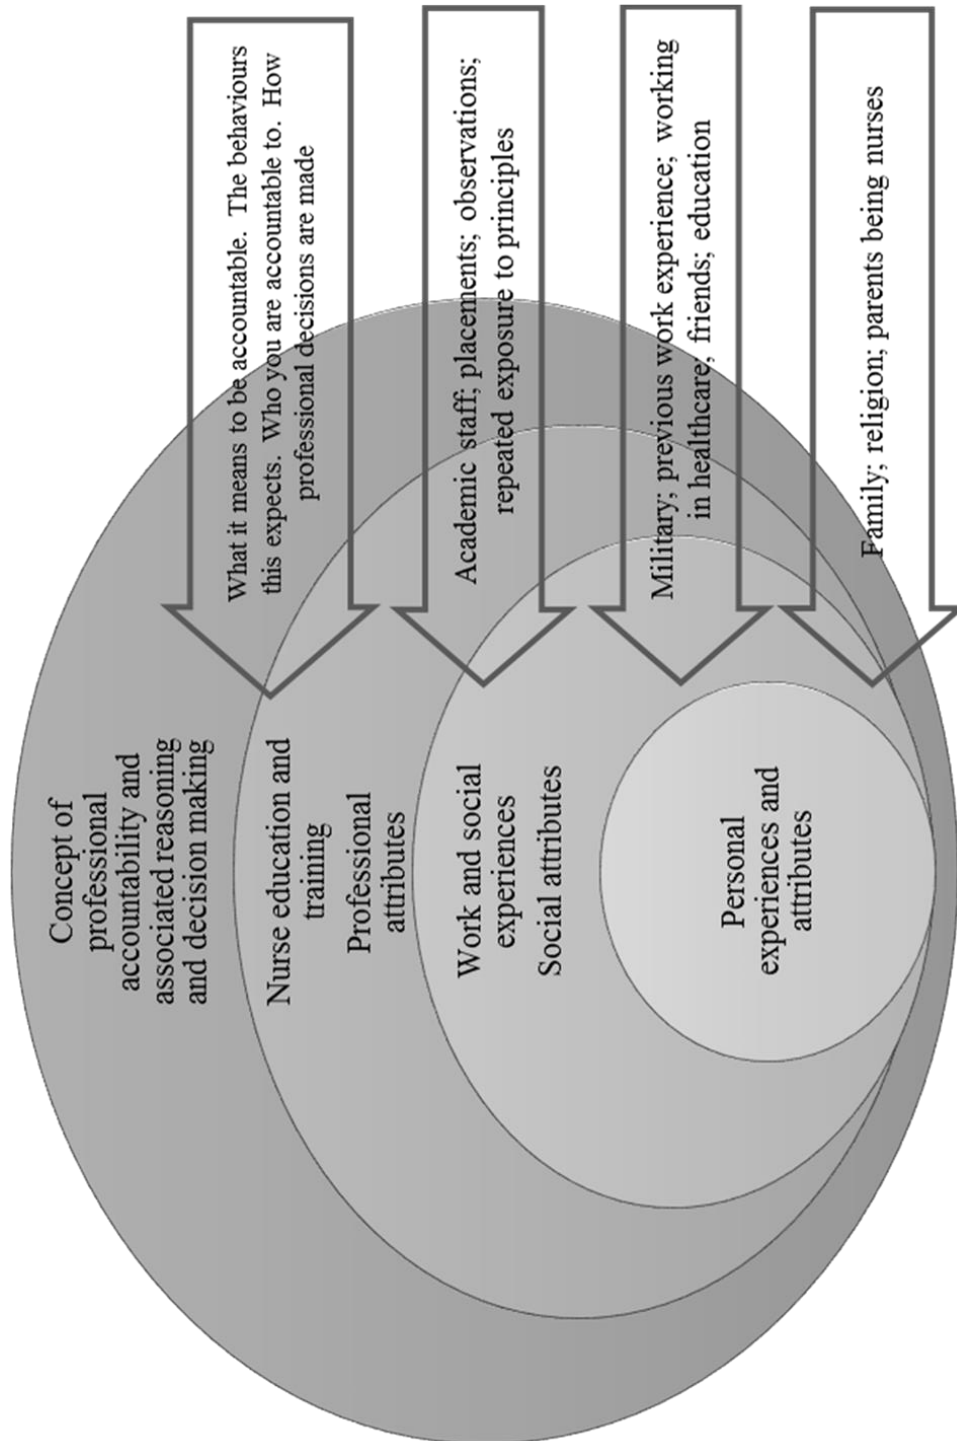 Concept of
professional
accountability and
associated reasoning
and decision making
What it means to be accountable. The behaviours
this expects. Who you are accountable to. How
professional decisions are made
Nurse education and
training
Professional
attributes
Academic staff; placements; observations;
repeated exposure to principles
Work and social
experiences
Social attributes
Military; previous work experience; working
in healthcare; friends; education
Personal
experiences and
attributes
Family; religion; parents being nurses